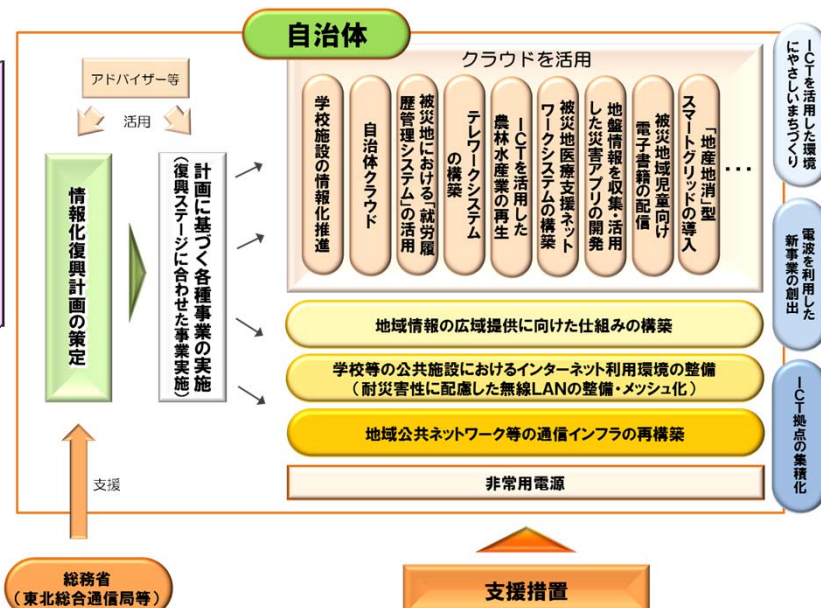 自治体
アドバイザー等
活用
情報化復興計画の策定
計画に基づく各種事業の実施
(復興ステージに合わせた事業実施)
クラウドを活用
学校施設の情報化推進
自治体クラウド
被災地における「就労履
歴管理システム」の活用
テレワークシステム
の構築
ICTを活用した
農林水産業の再生
被災地医療支援ネット
ワークシステムの構築
地盤情報を収集・活用
した災害アプリの開発
被災地域児童向け
電子書籍の配信
「地産地消」型
スマートグリッドの導入
・・・
地域情報の広域提供に向けた仕組みの構築
学校等の公共施設におけるインターネット利用環境の整備
(耐災害性に配慮した無線LANの整備・メッシュ化)
地域公共ネットワーク等の通信インフラの再構築
非常用電源
ICTを活用した環境
にやさしいまちづくり
電波を利用した
新事業の創出
ICT拠点の集積化
支援
総務省
(東北総合通信局等)
支援措置